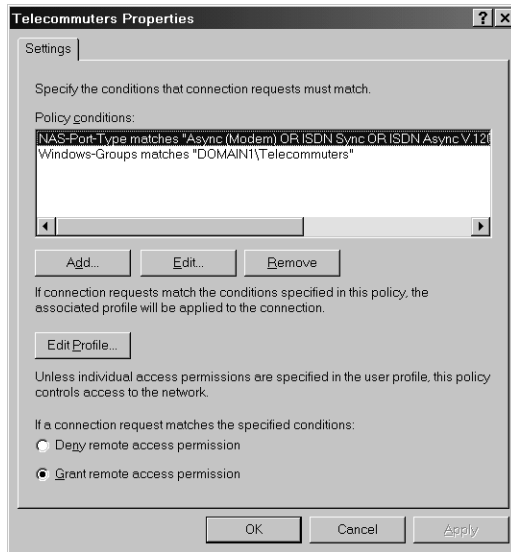 Telecommuters Properties
Settings
Specify the conditions that connection requests must match.
Policy conditions:
NAS-Port-Type matches "Async (Modem) OR ISDN Sync OR ISDN Async V.12
Windows-Groups matches "DOMAIN1\Telecommuters"
Add... Edit... Remove
If connection requests match the conditions specified in this policy, the
associated profile will be applied to the connection.
Edit Profile...
Unless individual access permissions are specified in the user profile, this policy
controls access to the network.
If a connection request matches the specified conditions:
Deny remote access permission
Grant remote access permission
OK Cancel Apply